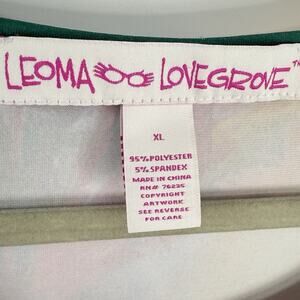 LEOMA LOVEGROVE™
XL
95% POLYESTER
5% SPANDEX
MADE IN CHINA
RN# 76235
COPYRIGHT
ARTWORK
SEE REVERSE
FOR CARE